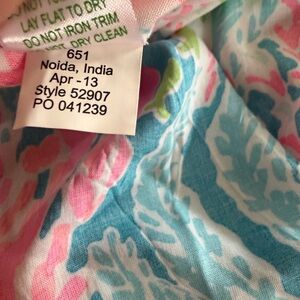 LAY FLAT TO DRY
DO NOT IRON TRIM
DRY CLEAN
651
Noida, India
Apr -13
Style 52907
PO 041239